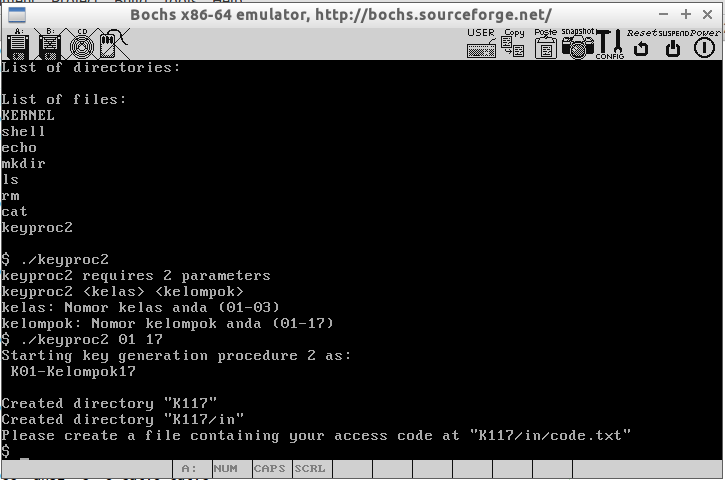 Bochs x86-64 emulator, http://bochs.sourceforge.net/
A: B: CD USER Copy Paste snapshot CONFIG Reset SUSPEND Power
List of directories:
List of files:
KERNEL
shell
echo
mkdir
ls
rm
cat
keyproc2
$ ./keyproc2
keyproc2 requires 2 parameters
keyproc2 <kelas> <kelompok>
kelas: Nomor kelas anda (01-03)
kelompok: Nomor kelompok anda (01-17)
$ ./keyproc2 01 17
Starting key generation procedure 2 as:
K01-Kelompok17
Created directory "K117"
Created directory "K117/in"
Please create a file containing your access code at "K117/in/code.txt"
$ _
A: NUM CAPS SCRL